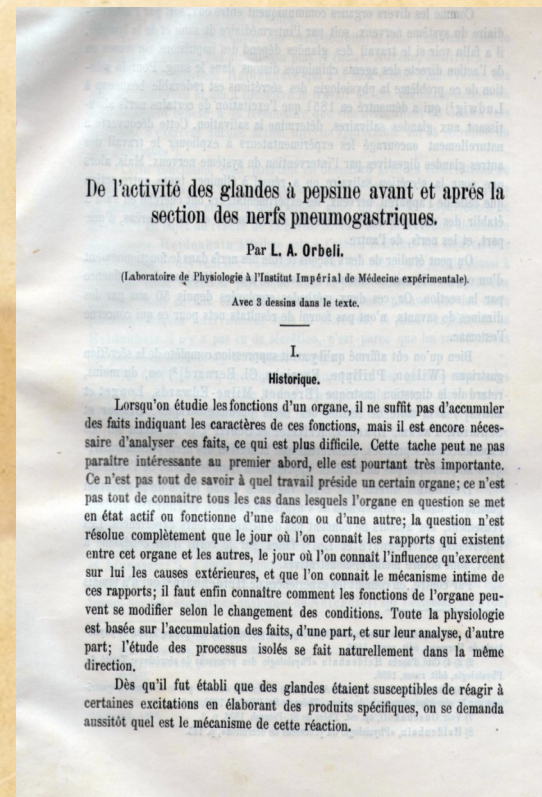 De l'activité des glandes à pepsine avant et aprés la
section des nerfs pneumogastriques.
Par L. A. Orbeli.
(Laboratoire de Physiologie à l'Institut Impérial de Médecine expérimentale).
Avec 3 dessins dans le texte.
I.
Historique.
Lorsqu'on étudie les fonctions d'un organe, il ne suffit pas d'accumuler
des faits indiquant les caractères de ces fonctions, mais il est encore néces-
saire d'analyser ces faits, ce qui est plus difficile. Cette tache peut ne pas
paraître intéressante au premier abord, elle est pourtant très importante.
Ce n'est pas tout de savoir à quel travail préside un certain organe; ce n'est
pas tout de connaitre tous les cas dans lesquels l'organe en question se met
en état actif ou fonctionne d'une facon ou d'une autre; la question n'est
résolue complètement que le jour où l'on connaît les rapports qui existent
entre cet organe et les autres, le jour où l'on connaît l'influence qu'exercent
sur lui les causes extérieures, et que l'on connait le mécanisme intime de
ces rapports; il faut enfin connaître comment les fonctions de l'organe peu-
vent se modifier selon le changement des conditions. Toute la physiologie
est basée sur l'accumulation des faits, d'une part, et sur leur analyse, d'autre
part; l'étude des processus isolés se fait naturellement dans la même
direction.
Dès qu'il fut établi que des glandes étaient susceptibles de réagir à
certaines excitations en élaborant des produits spécifiques, on se demanda
aussitôt quel est le mécanisme de cette réaction.